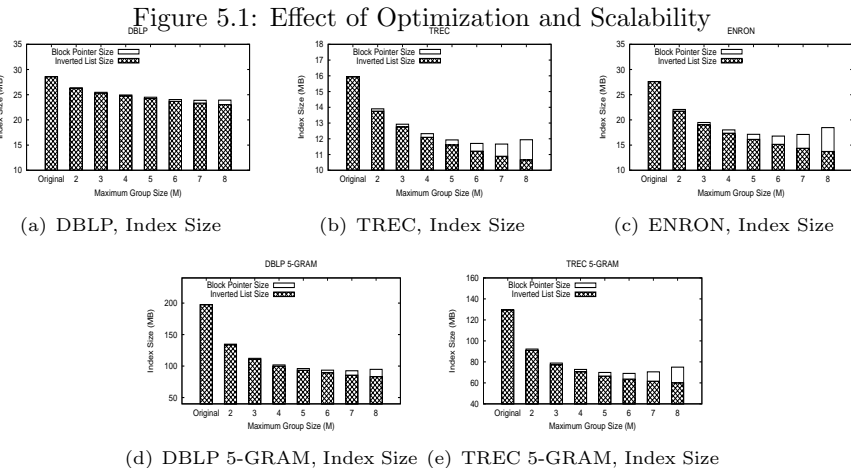 Figure 5.1: Effect of Optimization and Scalability
DBLP
Block Pointer Size
Inverted List Size
35
30
25
20
15
10
Index Size (MB)
Original 2 3 4 5 6 7 8
Maximum Group Size (M)
(a) DBLP, Index Size
TREC
Block Pointer Size
Inverted List Size
18
17
16
15
14
13
12
11
10
Index Size (MB)
Original 2 3 4 5 6 7 8
Maximum Group Size (M)
(b) TREC, Index Size
ENRON
Block Pointer Size
Inverted List Size
35
30
25
20
15
10
Index Size (MB)
Original 2 3 4 5 6 7 8
Maximum Group Size (M)
(c) ENRON, Index Size
DBLP 5-GRAM
Block Pointer Size
Inverted List Size
200
150
100
50
Index Size (MB)
Original 2 3 4 5 6 7 8
Maximum Group Size (M)
(d) DBLP 5-GRAM, Index Size
TREC 5-GRAM
Block Pointer Size
Inverted List Size
160
140
120
100
80
60
40
Index Size (MB)
Original 2 3 4 5 6 7 8
Maximum Group Size (M)
(e) TREC 5-GRAM, Index Size